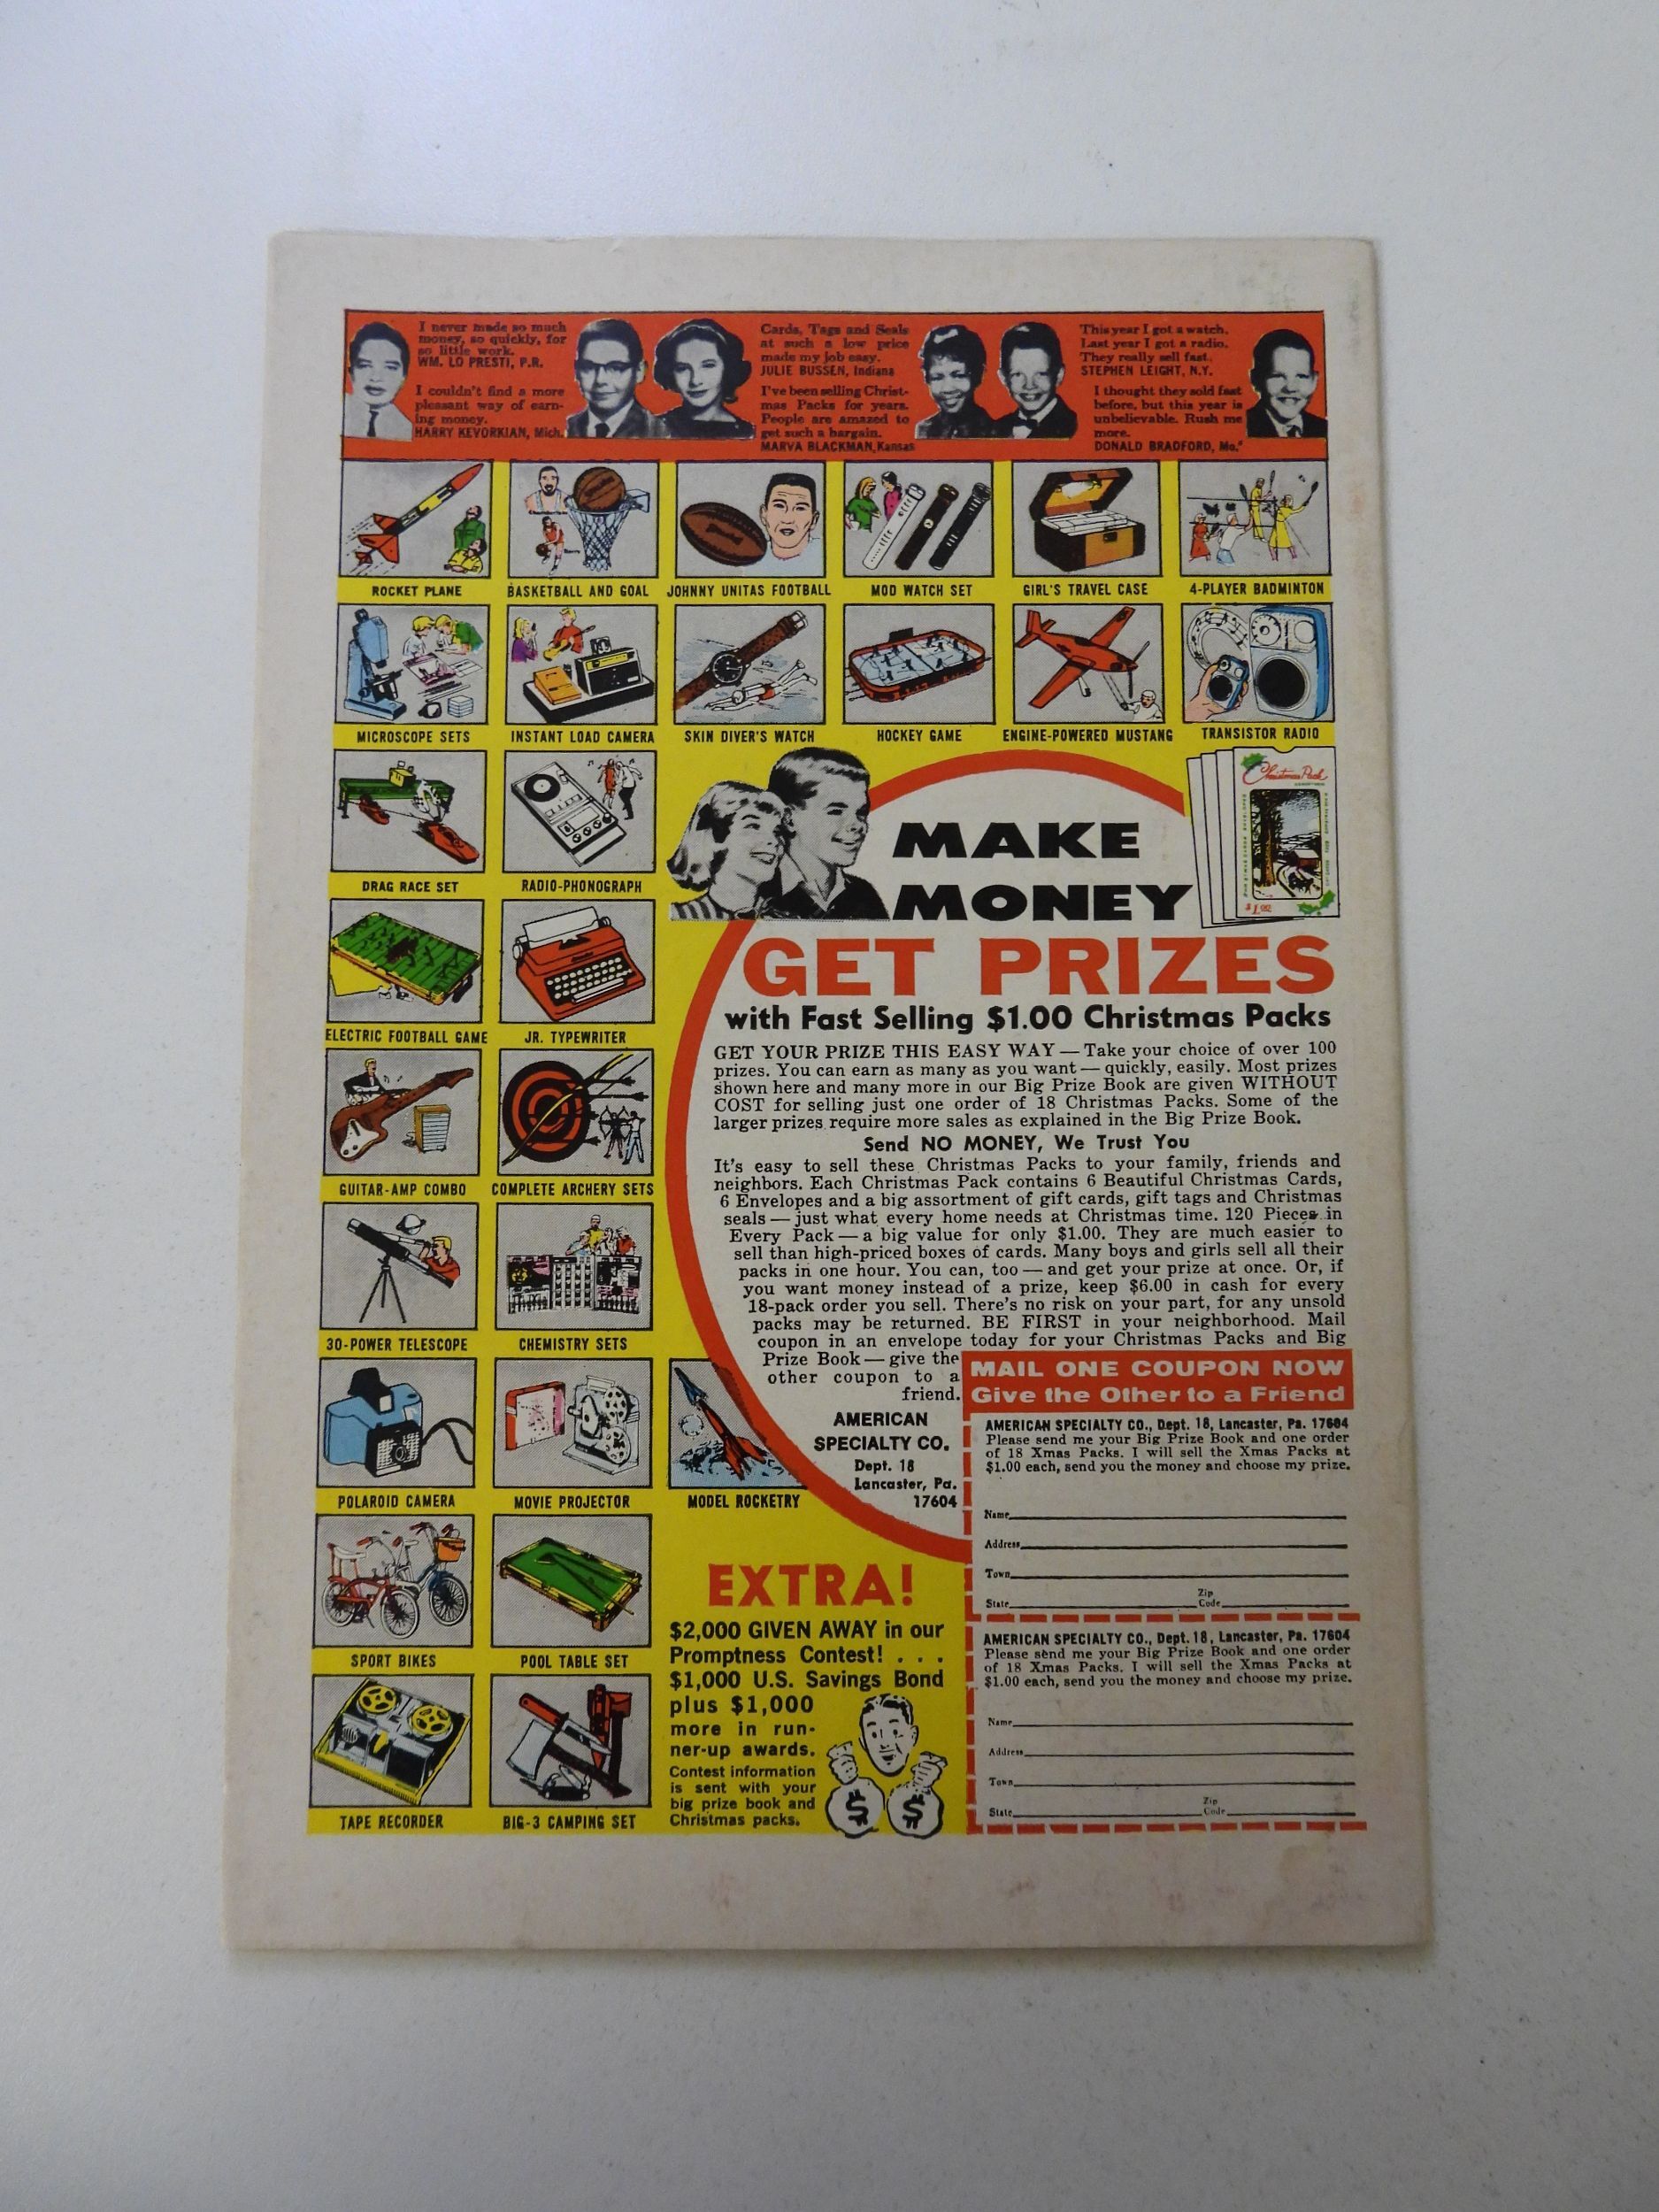 I never made so much
money, so quickly, for
so little work.
WM. LO PRESTI, P.R.
I couldn't find a more
pleasant way of earn-
ing money.
HARRY KEVORKIAN, Mich.
Cards, Tags and Seals
at such a low price
made my job easy.
JULIE BUSSEN, Indiana
I've been selling Christ-
mas Packs for years.
People are amazed to
get such a bargain.
MARVA BLACKMAN, Kansas
This year I got a watch.
Last year I got a radio.
They really sell fast.
STEPHEN LEIGHT, N.Y.
I thought they sold fast
before, but this year is
unbelievable. Rush me
more.
DONALD BRADFORD, Mo.
ROCKET PLANE
BASKETBALL AND GOAL
JOHNNY UNITAS FOOTBALL
MOD WATCH SET
GIRL'S TRAVEL CASE
4-PLAYER BADMINTON
MICROSCOPE SETS
INSTANT LOAD CAMERA
SKIN DIVER'S WATCH
HOCKEY GAME
ENGINE-POWERED MUSTANG
TRANSISTOR RADIO
DRAG RACE SET
RADIO-PHONOGRAPH
ELECTRIC FOOTBALL GAME
JR. TYPEWRITER
GUITAR-AMP COMBO
COMPLETE ARCHERY SETS
30-POWER TELESCOPE
CHEMISTRY SETS
POLAROID CAMERA
MOVIE PROJECTOR
MODEL ROCKETRY
SPORT BIKES
POOL TABLE SET
TAPE RECORDER
BIG-3 CAMPING SET
Christmas Pack
$1.00
MAKE
MONEY
GET PRIZES
with Fast Selling $1.00 Christmas Packs
GET YOUR PRIZE THIS EASY WAY — Take your choice of over 100
prizes. You can earn as many as you want — quickly, easily. Most prizes
shown here and many more in our Big Prize Book are given WITHOUT
COST for selling just one order of 18 Christmas Packs. Some of the
larger prizes require more sales as explained in the Big Prize Book.
Send NO MONEY, We Trust You
It's easy to sell these Christmas Packs to your family, friends and
neighbors. Each Christmas Pack contains 6 Beautiful Christmas Cards,
6 Envelopes and a big assortment of gift cards, gift tags and Christmas
seals — just what every home needs at Christmas time. 120 Pieces in
Every Pack — a big value for only $1.00. They are much easier to
sell than high-priced boxes of cards. Many boys and girls sell all their
packs in one hour. You can, too — and get your prize at once. Or, if
you want money instead of a prize, keep $6.00 in cash for every
18-pack order you sell. There's no risk on your part, for any unsold
packs may be returned. BE FIRST in your neighborhood. Mail
coupon in an envelope today for your Christmas Packs and Big
Prize Book — give the
other coupon to a
friend.
AMERICAN
SPECIALTY CO.
Dept. 18
Lancaster, Pa.
17604
EXTRA!
$2,000 GIVEN AWAY in our
Promptness Contest! . . .
$1,000 U.S. Savings Bond
plus $1,000
more in run-
ner-up awards.
Contest information
is sent with your
big prize book and
Christmas packs.
$ $
MAIL ONE COUPON NOW
Give the Other to a Friend
AMERICAN SPECIALTY CO., Dept. 18, Lancaster, Pa. 17604
Please send me your Big Prize Book and one order
of 18 Xmas Packs. I will sell the Xmas Packs at
$1.00 each, send you the money and choose my prize.
Name
Address
Town
State Zip Code
AMERICAN SPECIALTY CO., Dept. 18, Lancaster, Pa. 17604
Please send me your Big Prize Book and one order
of 18 Xmas Packs. I will sell the Xmas Packs at
$1.00 each, send you the money and choose my prize.
Name
Address
Town
State Zip Code